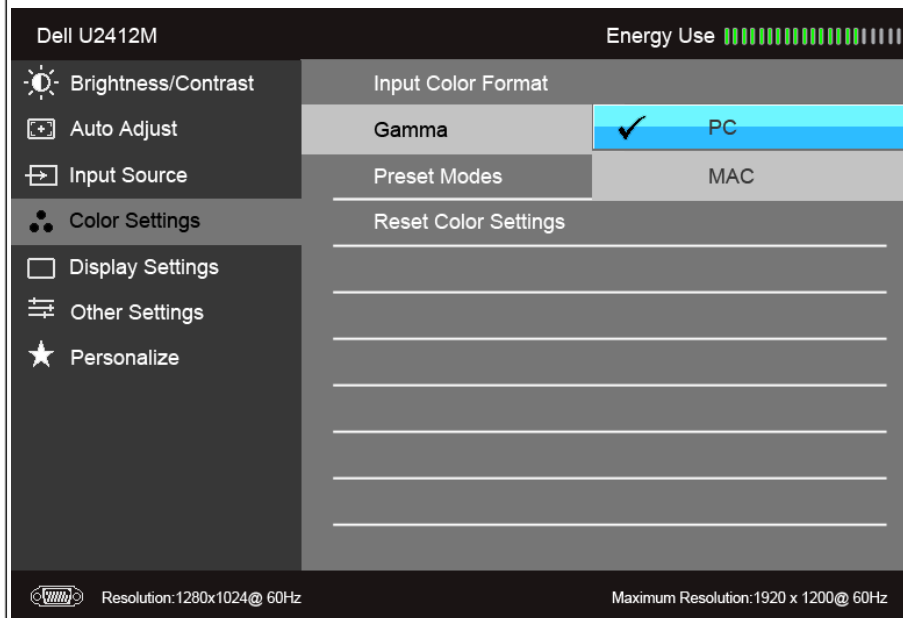 Dell U2412M
Energy Use
Brightness/Contrast
Auto Adjust
Input Source
Color Settings
Display Settings
Other Settings
Personalize
Input Color Format
Gamma
PC
Preset Modes
MAC
Reset Color Settings
Resolution:1280x1024@ 60Hz
Maximum Resolution:1920 x 1200@ 60Hz